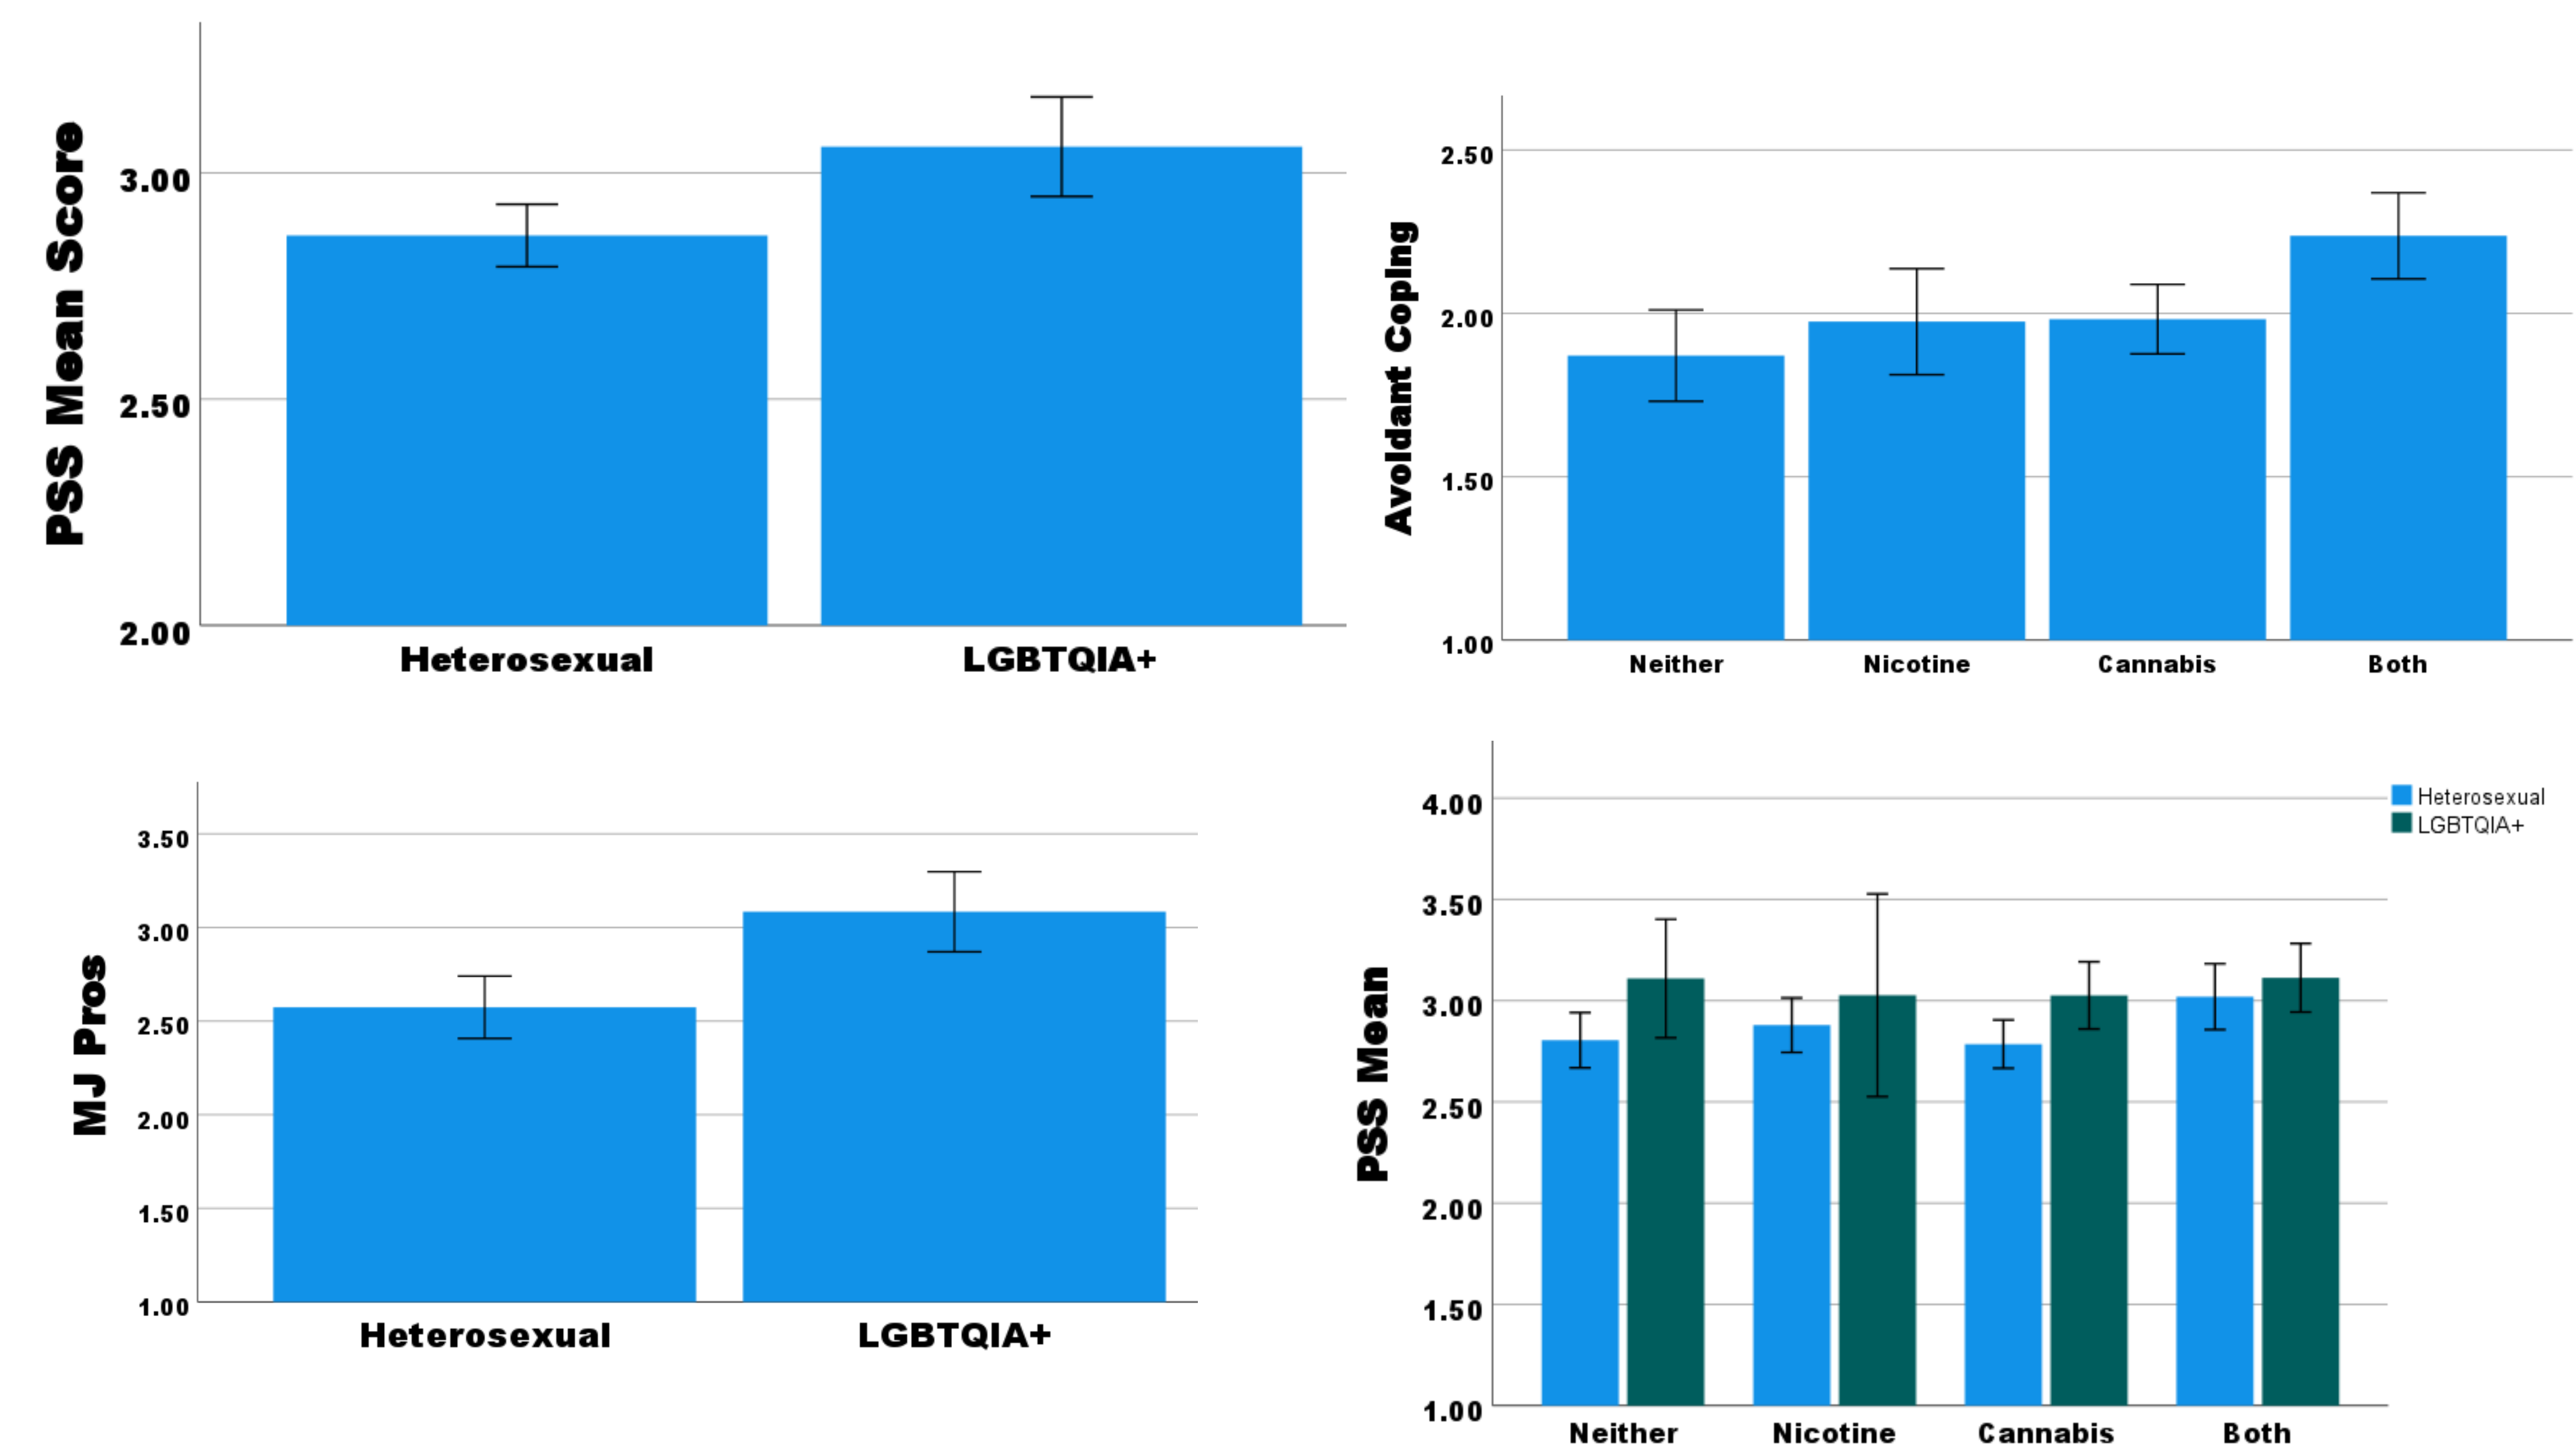 PSS Mean Score
3.00
2.50
2.00
Heterosexual
LGBTQIA+
Avoidant Coping
2.50
2.00
1.50
1.00
Neither
Nicotine
Cannabis
Both
MJ Pros
3.50
3.00
2.50
2.00
1.50
1.00
Heterosexual
LGBTQIA+
PSS Mean
4.00
3.50
3.00
2.50
2.00
1.50
1.00
Neither
Nicotine
Cannabis
Both
Heterosexual
LGBTQIA+